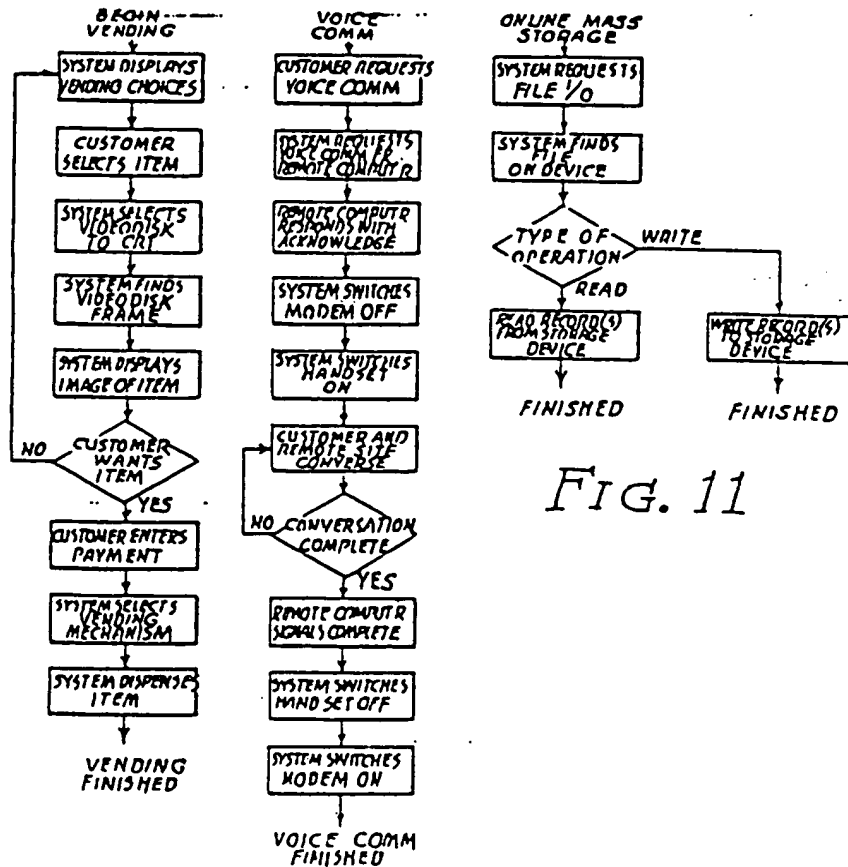 BEGIN
VENDING
SYSTEM DISPLAYS
VENDING CHOICES
CUSTOMER
SELECTS ITEM
SYSTEM SELECTS
VIDEODISK
TO CRT
SYSTEM FINDS
VIDEODISK
FRAME
SYSTEM DISPLAYS
IMAGE OF ITEM
NO
CUSTOMER
WANTS
ITEM
YES
CUSTOMER ENTERS
PAYMENT
SYSTEM SELECTS
VENDING
MECHANISM
SYSTEM DISPENSES
ITEM
VENDING
FINISHED
VOICE
COMM
CUSTOMER REQUESTS
VOICE COMM
SYSTEM REQUESTS
VOICE COMM
REMOTE COMPUTER
REMOTE COMPUTR
RESPONDS WITH
ACKNOWLEDGE
SYSTEM SWITCHES
MODEM OFF
SYSTEM SWITCHES
HANDSET
ON
CUSTOMER AND
REMOTE SITE
CONVERSE
NO
CONVERSATION
COMPLETE
YES
REMOTE COMPUTR
SIGNALS COMPLETE
SYSTEM SWITCHES
HAND SET OFF
SYSTEM SWITCHES
MODEM ON
VOICE COMM
FINISHED
ONLINE MASS
STORAGE
SYSTEM REQUESTS
FILE I/O
SYSTEM FINDS
FILE
ON DEVICE
TYPE OF
OPERATION
WRITE
READ
READ RECORD(S)
FROM STORAGE
DEVICE
WRITE RECORD(S)
TO STORAGE
DEVICE
FINISHED
FINISHED
FIG. 11